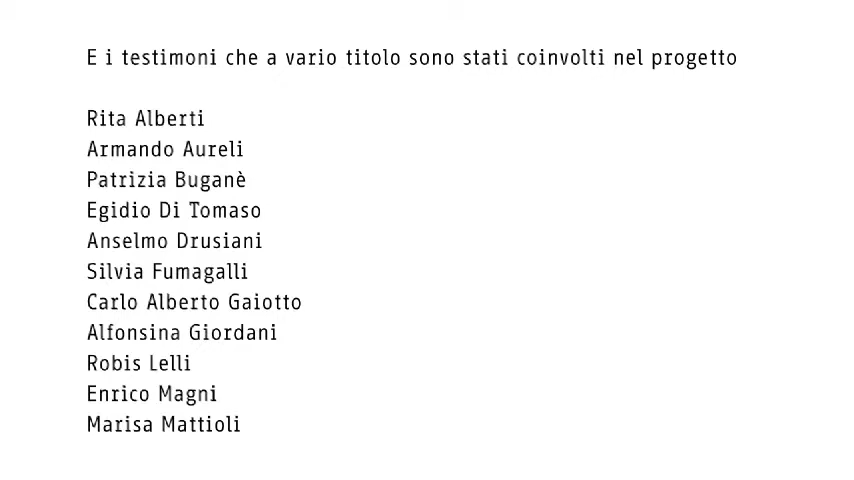 E i testimoni che a vario titolo sono stati coinvolti nel progetto
Rita Alberti
Armando Aureli
Patrizia Buganè
Egidio Di Tomaso
Anselmo Drusiani
Silvia Fumagalli
Carlo Alberto Gaiotto
Alfonsina Giordani
Robis Lelli
Enrico Magni
Marisa Mattioli